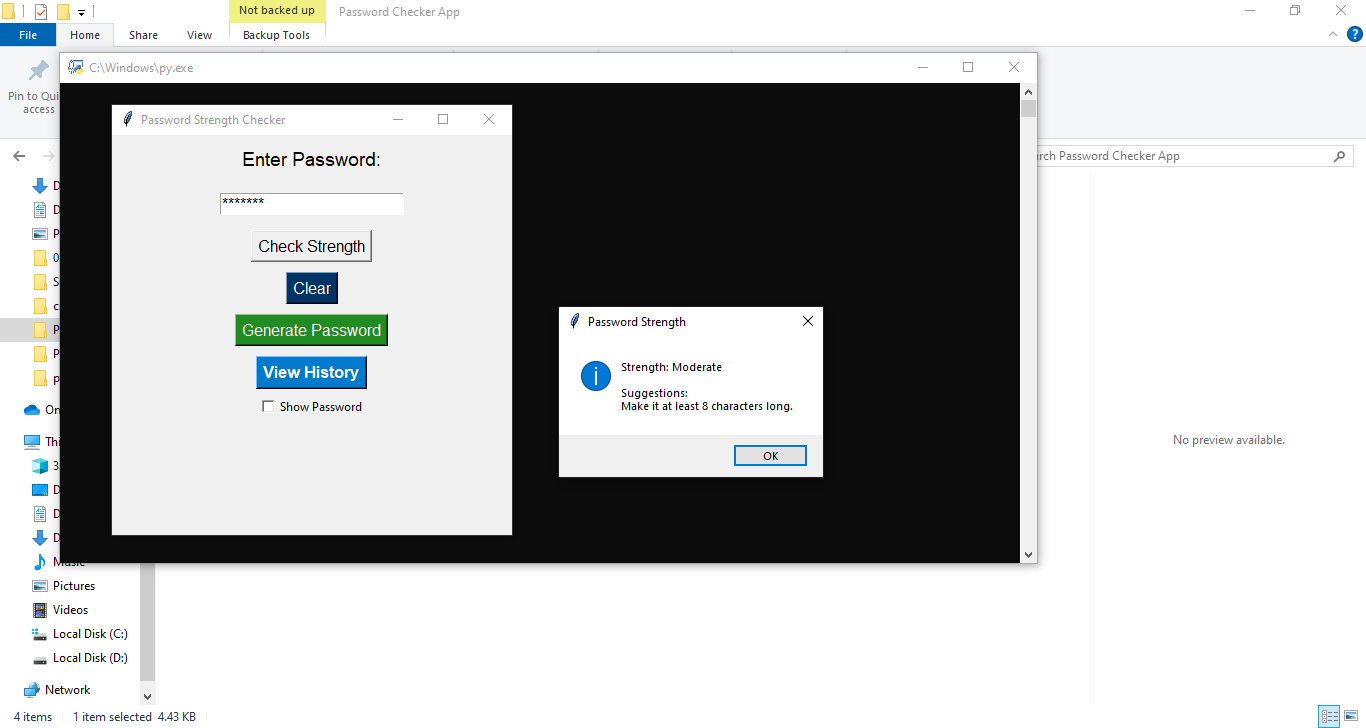 Not backed up
Password Checker App
File
Home
Share
View
Backup Tools
C:\Windows\py.exe
Pin to
access
Password Strength Checker
Enter Password:
*******
Check Strength
Clear
Generate Password
View History
Show Password
Password Strength
Strength: Moderate
Suggestions:
Make it at least 8 characters long.
OK
Password Checker App
No preview available.
Music
Pictures
Videos
Local Disk (C:)
Local Disk (D:)
Network
4 items
1 item selected 4.43 KB